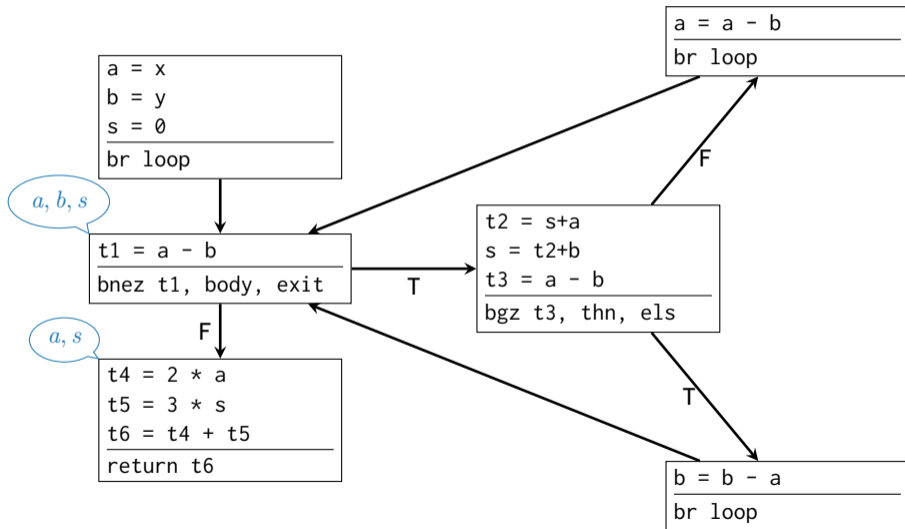 a = x
b = y
s = 0
br loop
a, b, s
t1 = a - b
bnez t1, body, exit
F
T
a, s
t4 = 2 * a
t5 = 3 * s
t6 = t4 + t5
return t6
t2 = s+a
s = t2+b
t3 = a - b
bgz t3, thn, els
F
a = a - b
br loop
T
b = b - a
br loop